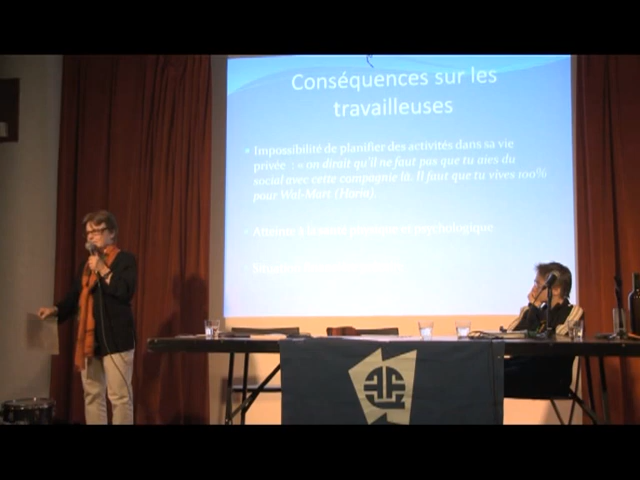 Conséquences sur les
travailleuses
• Impossibilité de planifier des activités dans sa vie
privée : « on dirait qu'il ne faut pas que tu aies du
social avec cette compagnie là. Il faut que tu vives 100%
pour Wal-Mart. (Horia).
• Atteinte à la santé et psychologique